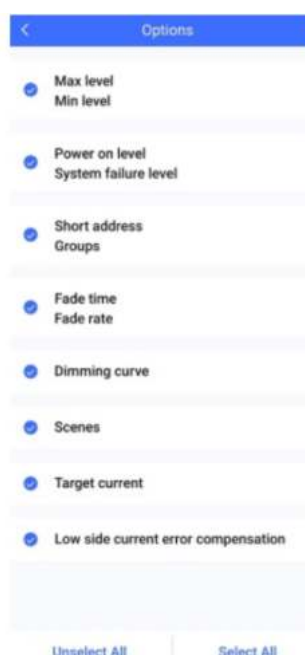 Options
Max level
Min level
Power on level
System failure level
Short address
Groups
Fade time
Fade rate
Dimming curve
Scenes
Target current
Low side current error compensation
Unselect All
Select All